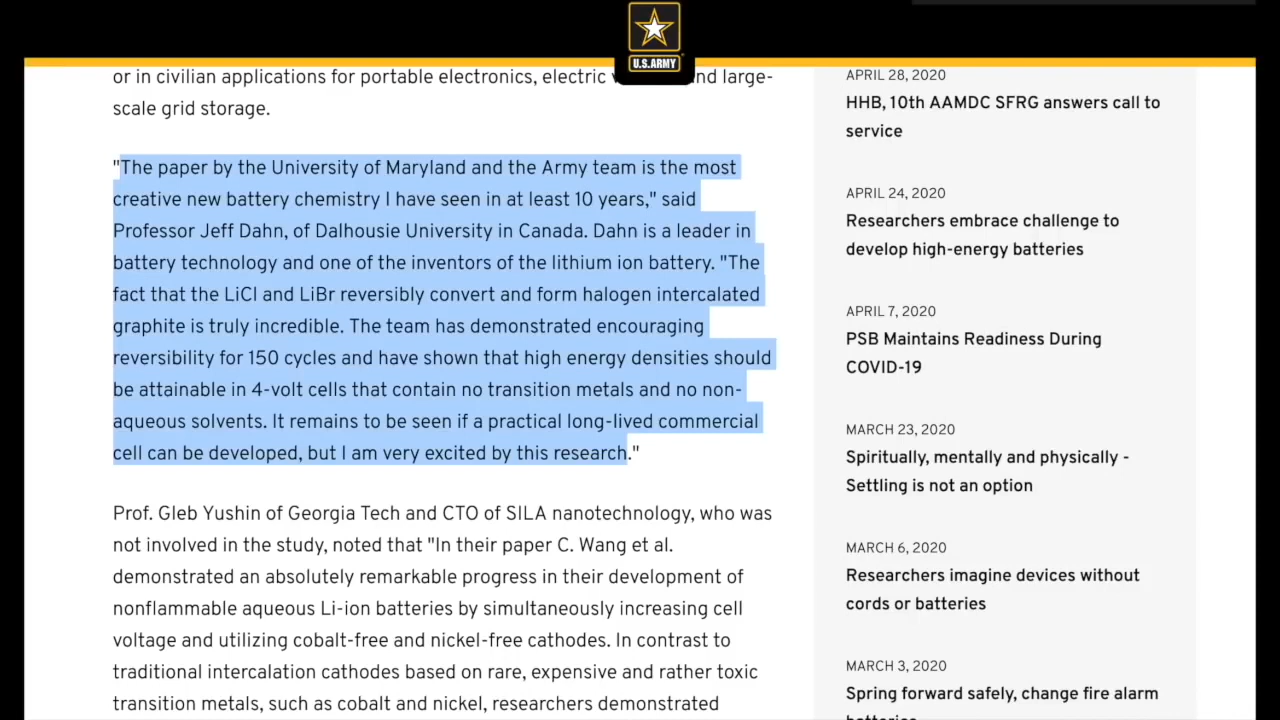 U.S.ARMY
or in civilian applications for portable electronics, electric v nd large-
scale grid storage.
"The paper by the University of Maryland and the Army team is the most
creative new battery chemistry I have seen in at least 10 years," said
Professor Jeff Dahn, of Dalhousie University in Canada. Dahn is a leader in
battery technology and one of the inventors of the lithium ion battery. "The
fact that the LiCl and LiBr reversibly convert and form halogen intercalated
graphite is truly incredible. The team has demonstrated encouraging
reversibility for 150 cycles and have shown that high energy densities should
be attainable in 4-volt cells that contain no transition metals and no non-
aqueous solvents. It remains to be seen if a practical long-lived commercial
cell can be developed, but I am very excited by this research."
Prof. Gleb Yushin of Georgia Tech and CTO of SILA nanotechnology, who was
not involved in the study, noted that "In their paper C. Wang et al.
demonstrated an absolutely remarkable progress in their development of
nonflammable aqueous Li-ion batteries by simultaneously increasing cell
voltage and utilizing cobalt-free and nickel-free cathodes. In contrast to
traditional intercalation cathodes based on rare, expensive and rather toxic
transition metals, such as cobalt and nickel, researchers demonstrated
APRIL 28, 2020
HHB, 10th AAMDC SFRG answers call to
service
APRIL 24, 2020
Researchers embrace challenge to
develop high-energy batteries
APRIL 7, 2020
PSB Maintains Readiness During
COVID-19
MARCH 23, 2020
Spiritually, mentally and physically -
Settling is not an option
MARCH 6, 2020
Researchers imagine devices without
cords or batteries
MARCH 3, 2020
Spring forward safely, change fire alarm
batteries